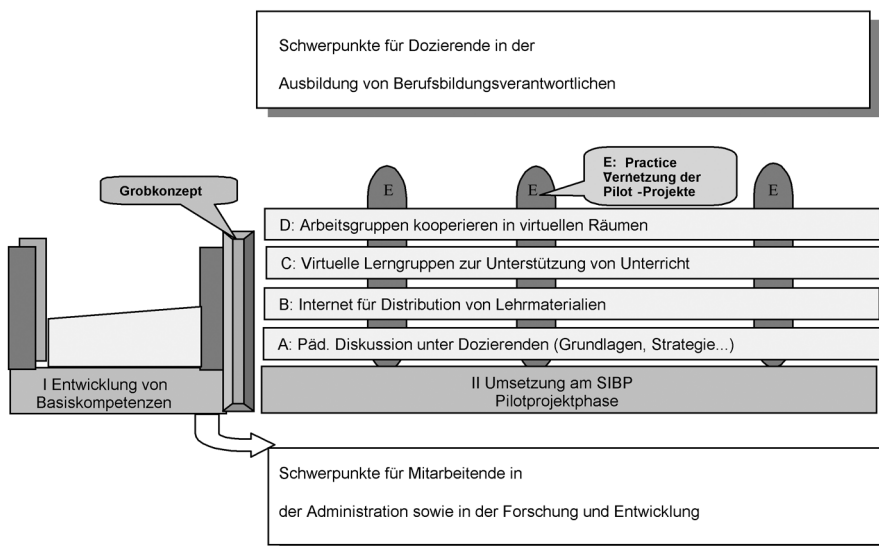 Schwerpunkte für Dozierende in der
Ausbildung von Berufsbildungsverantwortlichen
Grobkonzept
E: Practice
Vernetzung der
Pilot -Projekte
E
E
E
D: Arbeitsgruppen kooperieren in virtuellen Räumen
C: Virtuelle Lerngruppen zur Unterstützung von Unterricht
B: Internet für Distribution von Lehrmaterialien
A: Päd. Diskussion unter Dozierenden (Grundlagen, Strategie...)
I Entwicklung von
Basiskompetenzen
II Umsetzung am SIBP
Pilotprojektphase
Schwerpunkte für Mitarbeitende in
der Administration sowie in der Forschung und Entwicklung